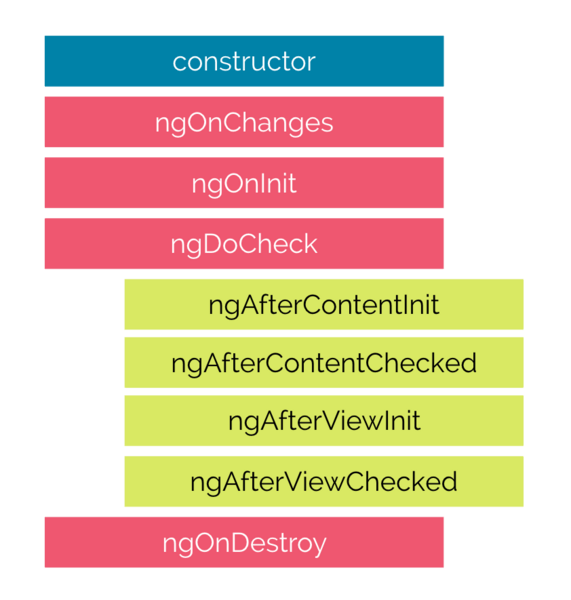 constructor
ngOnChanges
ngOnInit
ngDoCheck
ngAfterContentInit
ngAfterContentChecked
ngAfterViewInit
ngAfterViewChecked
ngOnDestroy